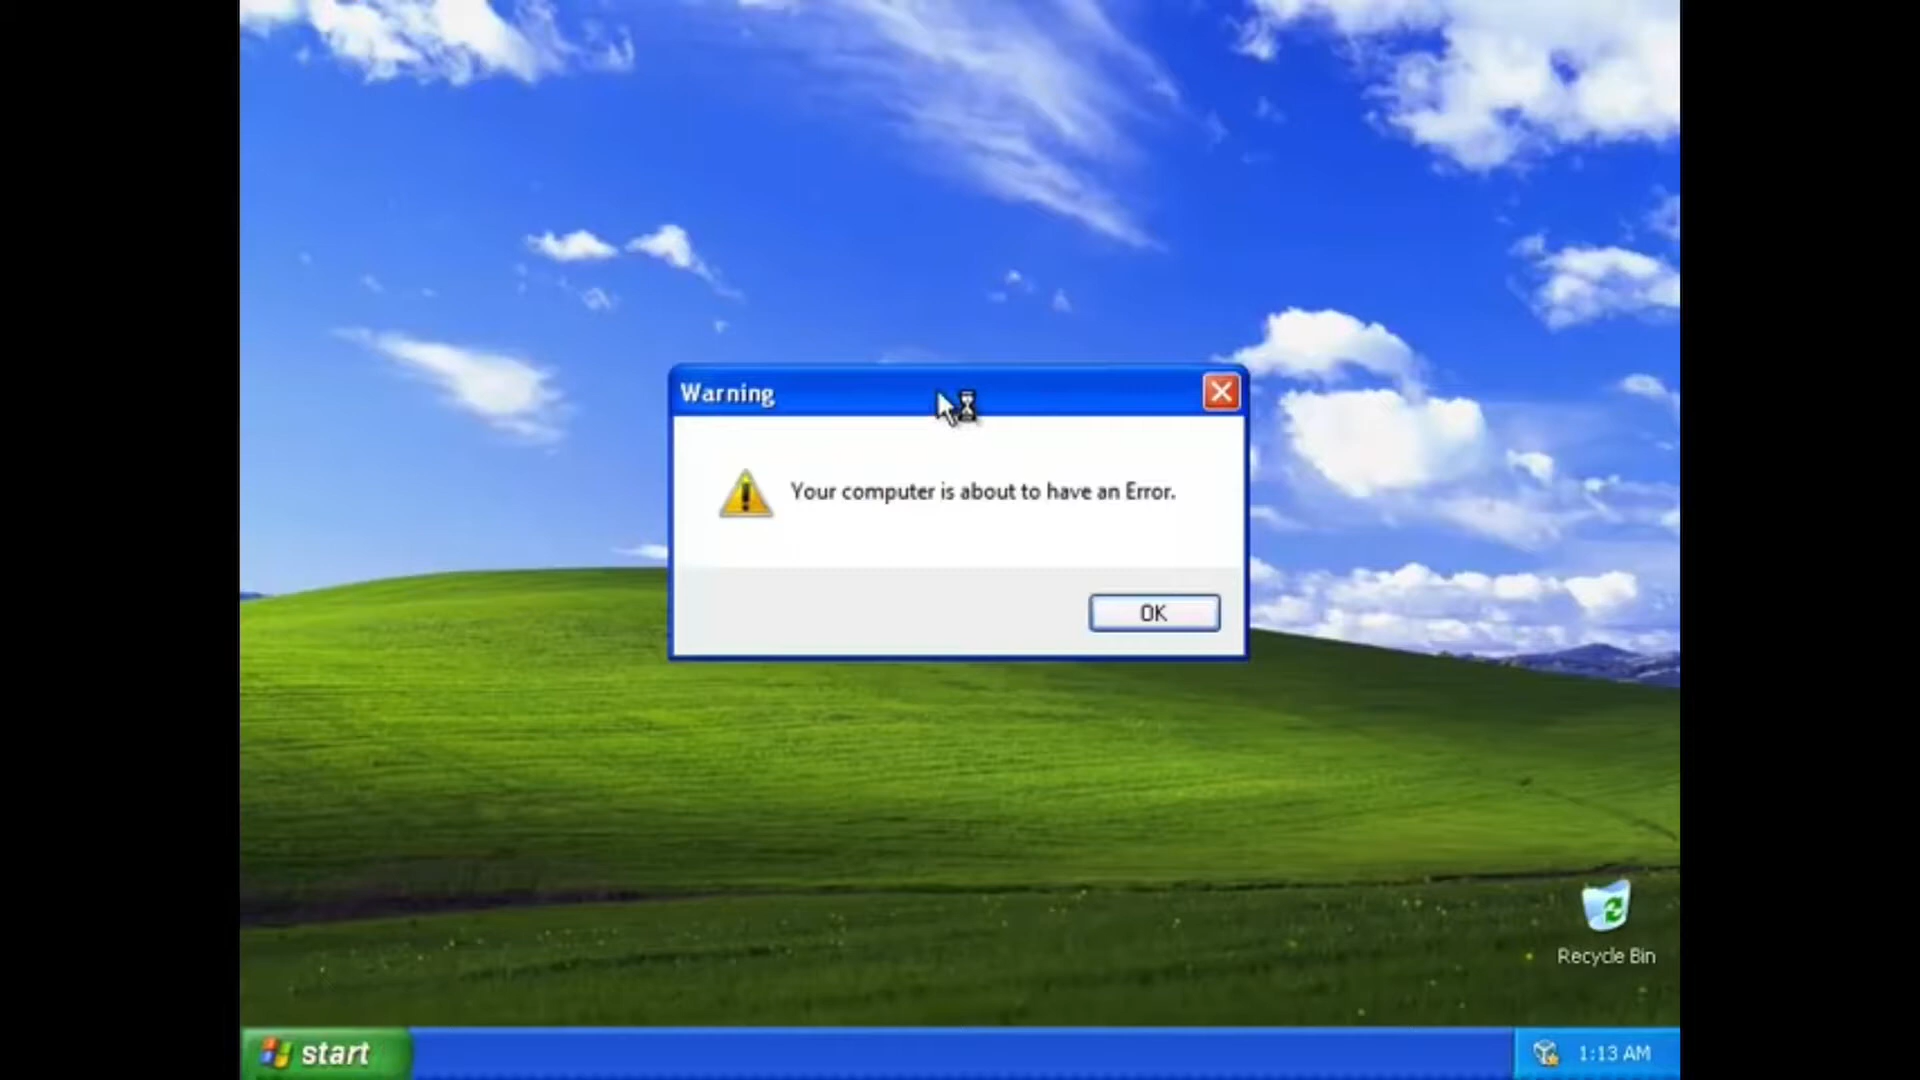 Warning
Your computer is about to have an Error.
OK
Recycle Bin
start
1:13 AM